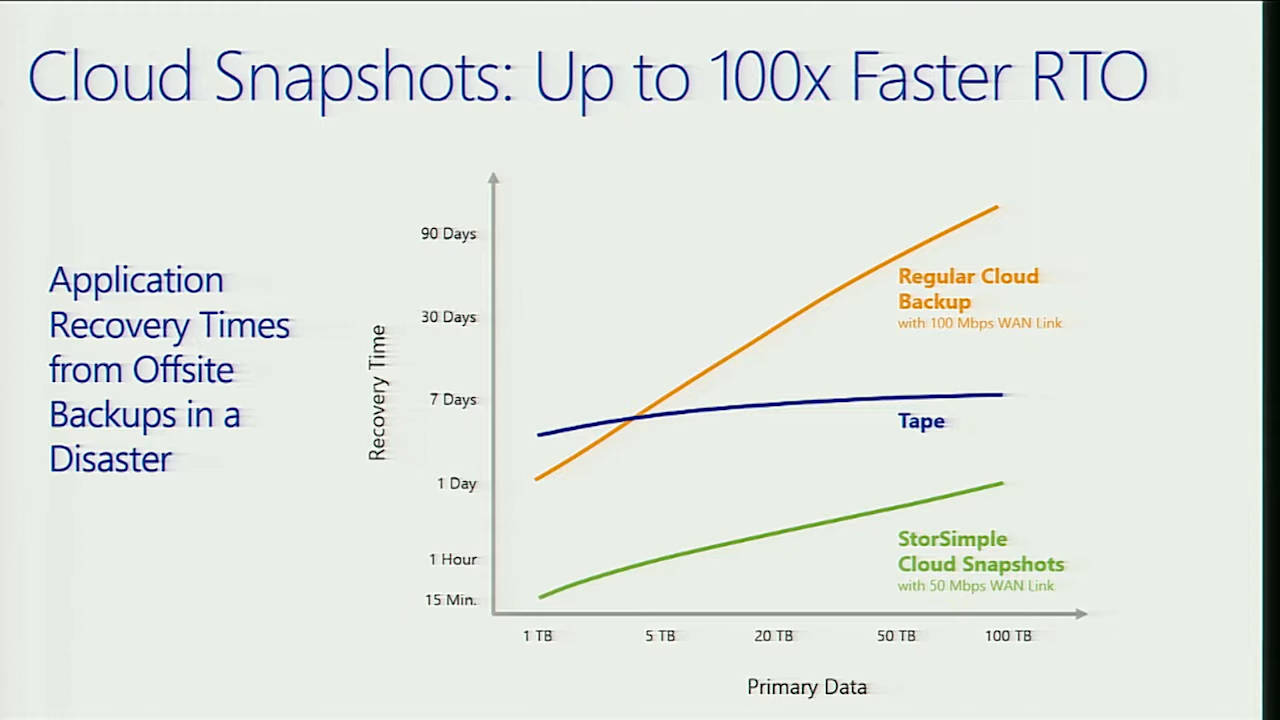 Cloud Snapshots: Up to 100x Faster RTO
Application
Recovery Times
from Offsite
Backups in a
Disaster
Recovery Time
90 Days
30 Days
7 Days
1 Day
1 Hour
15 Min.
Regular Cloud
Backup
with 100 Mbps WAN Link
Tape
StorSimple
Cloud Snapshots
with 50 Mbps WAN Link
1 TB 5 TB 20 TB 50 TB 100 TB
Primary Data